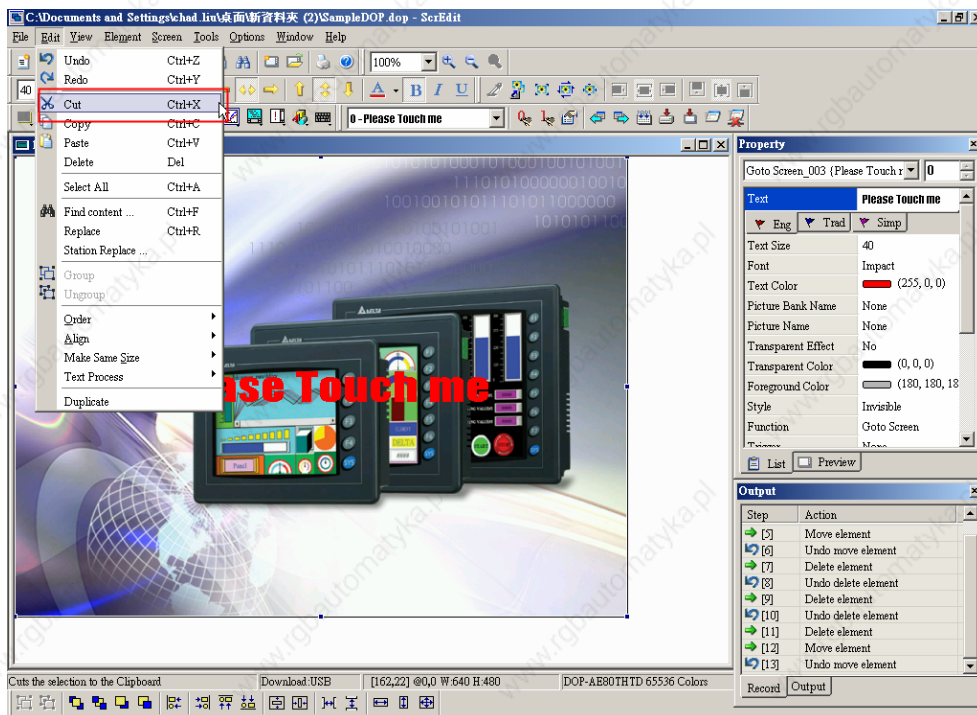 C:\Documents and Settings\chad.liu\桌面\新資料夾 (2)\SampleDOP.dop - ScrEdit
File Edit View Element Screen Tools Options Window Help
100%
40
A B I U
0 - Please Touch me
Undo Ctrl+Z
Redo Ctrl+Y
Cut Ctrl+X
Copy Ctrl+C
Paste Ctrl+V
Delete Del
Select All Ctrl+A
Find content ... Ctrl+F
Replace Ctrl+R
Station Replace ...
Group
Ungroup
Order
Align
Make Same Size
Text Process
Duplicate
ase Touch me
DELTA
START
Property
Goto Screen_003 {Please Touch r 0
Text Please Touch me
Eng Trad Simp
Text Size 40
Font Impact
Text Color (255, 0, 0)
Picture Bank Name None
Picture Name None
Transparent Effect No
Transparent Color (0, 0, 0)
Foreground Color (180, 180, 18
Style Invisible
Function Goto Screen
Trigger None
List Preview
Output
Step Action
[5] Move element
[6] Undo move element
[7] Delete element
[8] Undo delete element
[9] Delete element
[10] Undo delete element
[11] Delete element
[12] Move element
[13] Undo move element
Record Output
Cuts the selection to the Clipboard Download:USB [162,22] @0,0 W:640 H:480 DOP-AE80THTD 65536 Colors
www.rgbautomatyka.pl